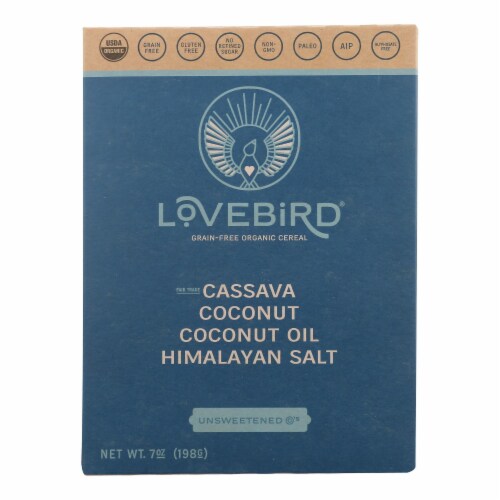 USDA ORGANIC
GRAIN FREE
GLUTEN FREE
NO REFINED SUGAR
NON-GMO
PALEO
AIP
LOVEBiRD®
GRAIN-FREE ORGANIC CEREAL
CASSAVA
COCONUT
COCONUT OIL
HIMALAYAN SALT
UNSWEETENED
NET WT. 7OZ (198G)